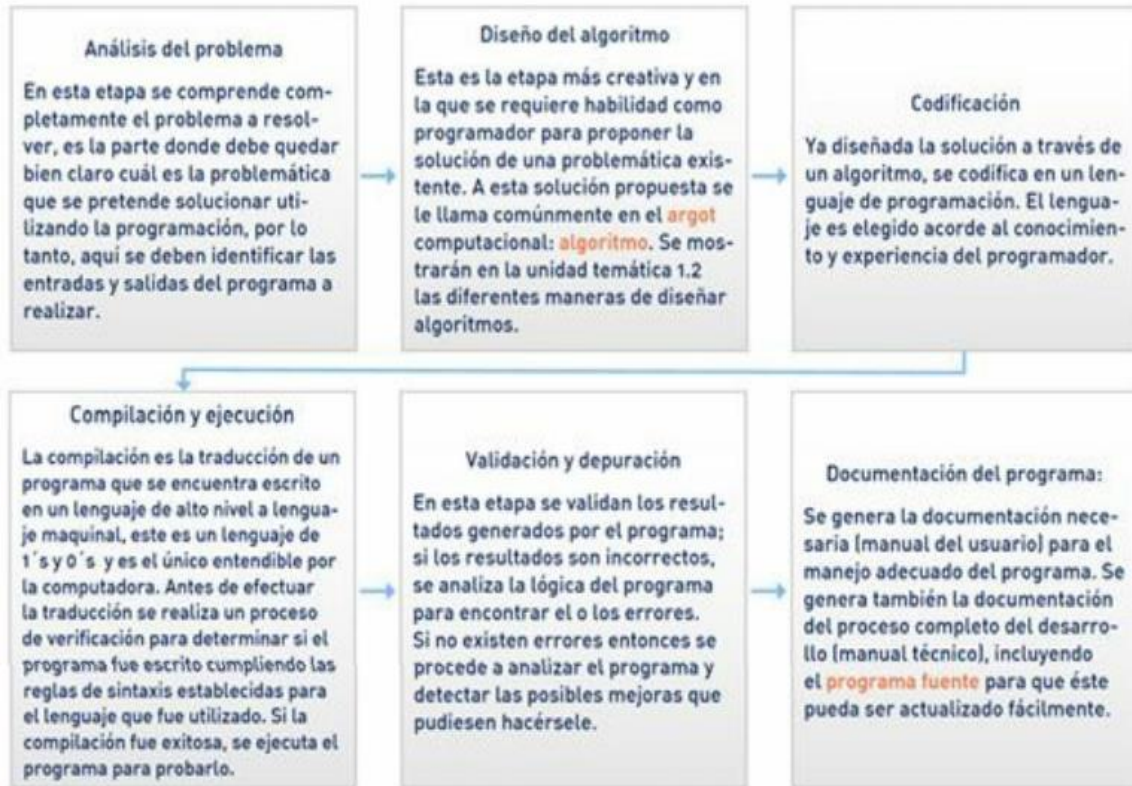 Análisis del problema
En esta etapa se comprende com-
pletamente el problema a resol-
ver, es la parte donde debe quedar
bien claro cuál es la problemática
que se pretende solucionar uti-
lizando la programación, por lo
tanto, aquí se deben identificar las
entradas y salidas del programa a
realizar.
Diseño del algoritmo
Esta es la etapa más creativa y en
la que se requiere habilidad como
programador para proponer la
solución de una problemática exis-
tente. A esta solución propuesta se
le llama comúnmente en el argot
computacional: algoritmo. Se mos-
trarán en la unidad temática 1.2
las diferentes maneras de diseñar
algoritmos.
Codificación
Ya diseñada la solución a través de
un algoritmo, se codifica en un len-
guaje de programación. El lengua-
je es elegido acorde al conocimien-
to y experiencia del programador.
Compilación y ejecución
La compilación es la traducción de un
programa que se encuentra escrito
en un lenguaje de alto nivel a lengua-
je maquinal, este es un lenguaje de
1´s y 0´s y es el único entendible por
la computadora. Antes de efectuar
la traducción se realiza un proceso
de verificación para determinar si el
programa fue escrito cumpliendo las
reglas de sintaxis establecidas para
el lenguaje que fue utilizado. Si la
compilación fue exitosa, se ejecuta el
programa para probarlo.
Validación y depuración
En esta etapa se validan los resul-
tados generados por el programa;
si los resultados son incorrectos,
se analiza la lógica del programa
para encontrar el o los errores.
Si no existen errores entonces se
procede a analizar el programa y
detectar las posibles mejoras que
pudiesen hacérsele.
Documentación del programa:
Se genera la documentación nece-
saria (manual del usuario) para el
manejo adecuado del programa. Se
genera también la documentación
del proceso completo del desarro-
llo (manual técnico), incluyendo
el programa fuente para que éste
pueda ser actualizado fácilmente.